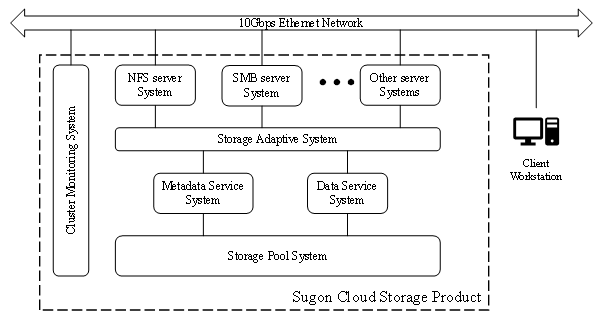 10Gbps Ethernet Network
NFS server
System
SMB server
System
Other server
Systems
Cluster Monitoring System
Storage Adaptive System
Client
Workstation
Metadata Service
System
Data Service
System
Storage Pool System
Sugon Cloud Storage Product